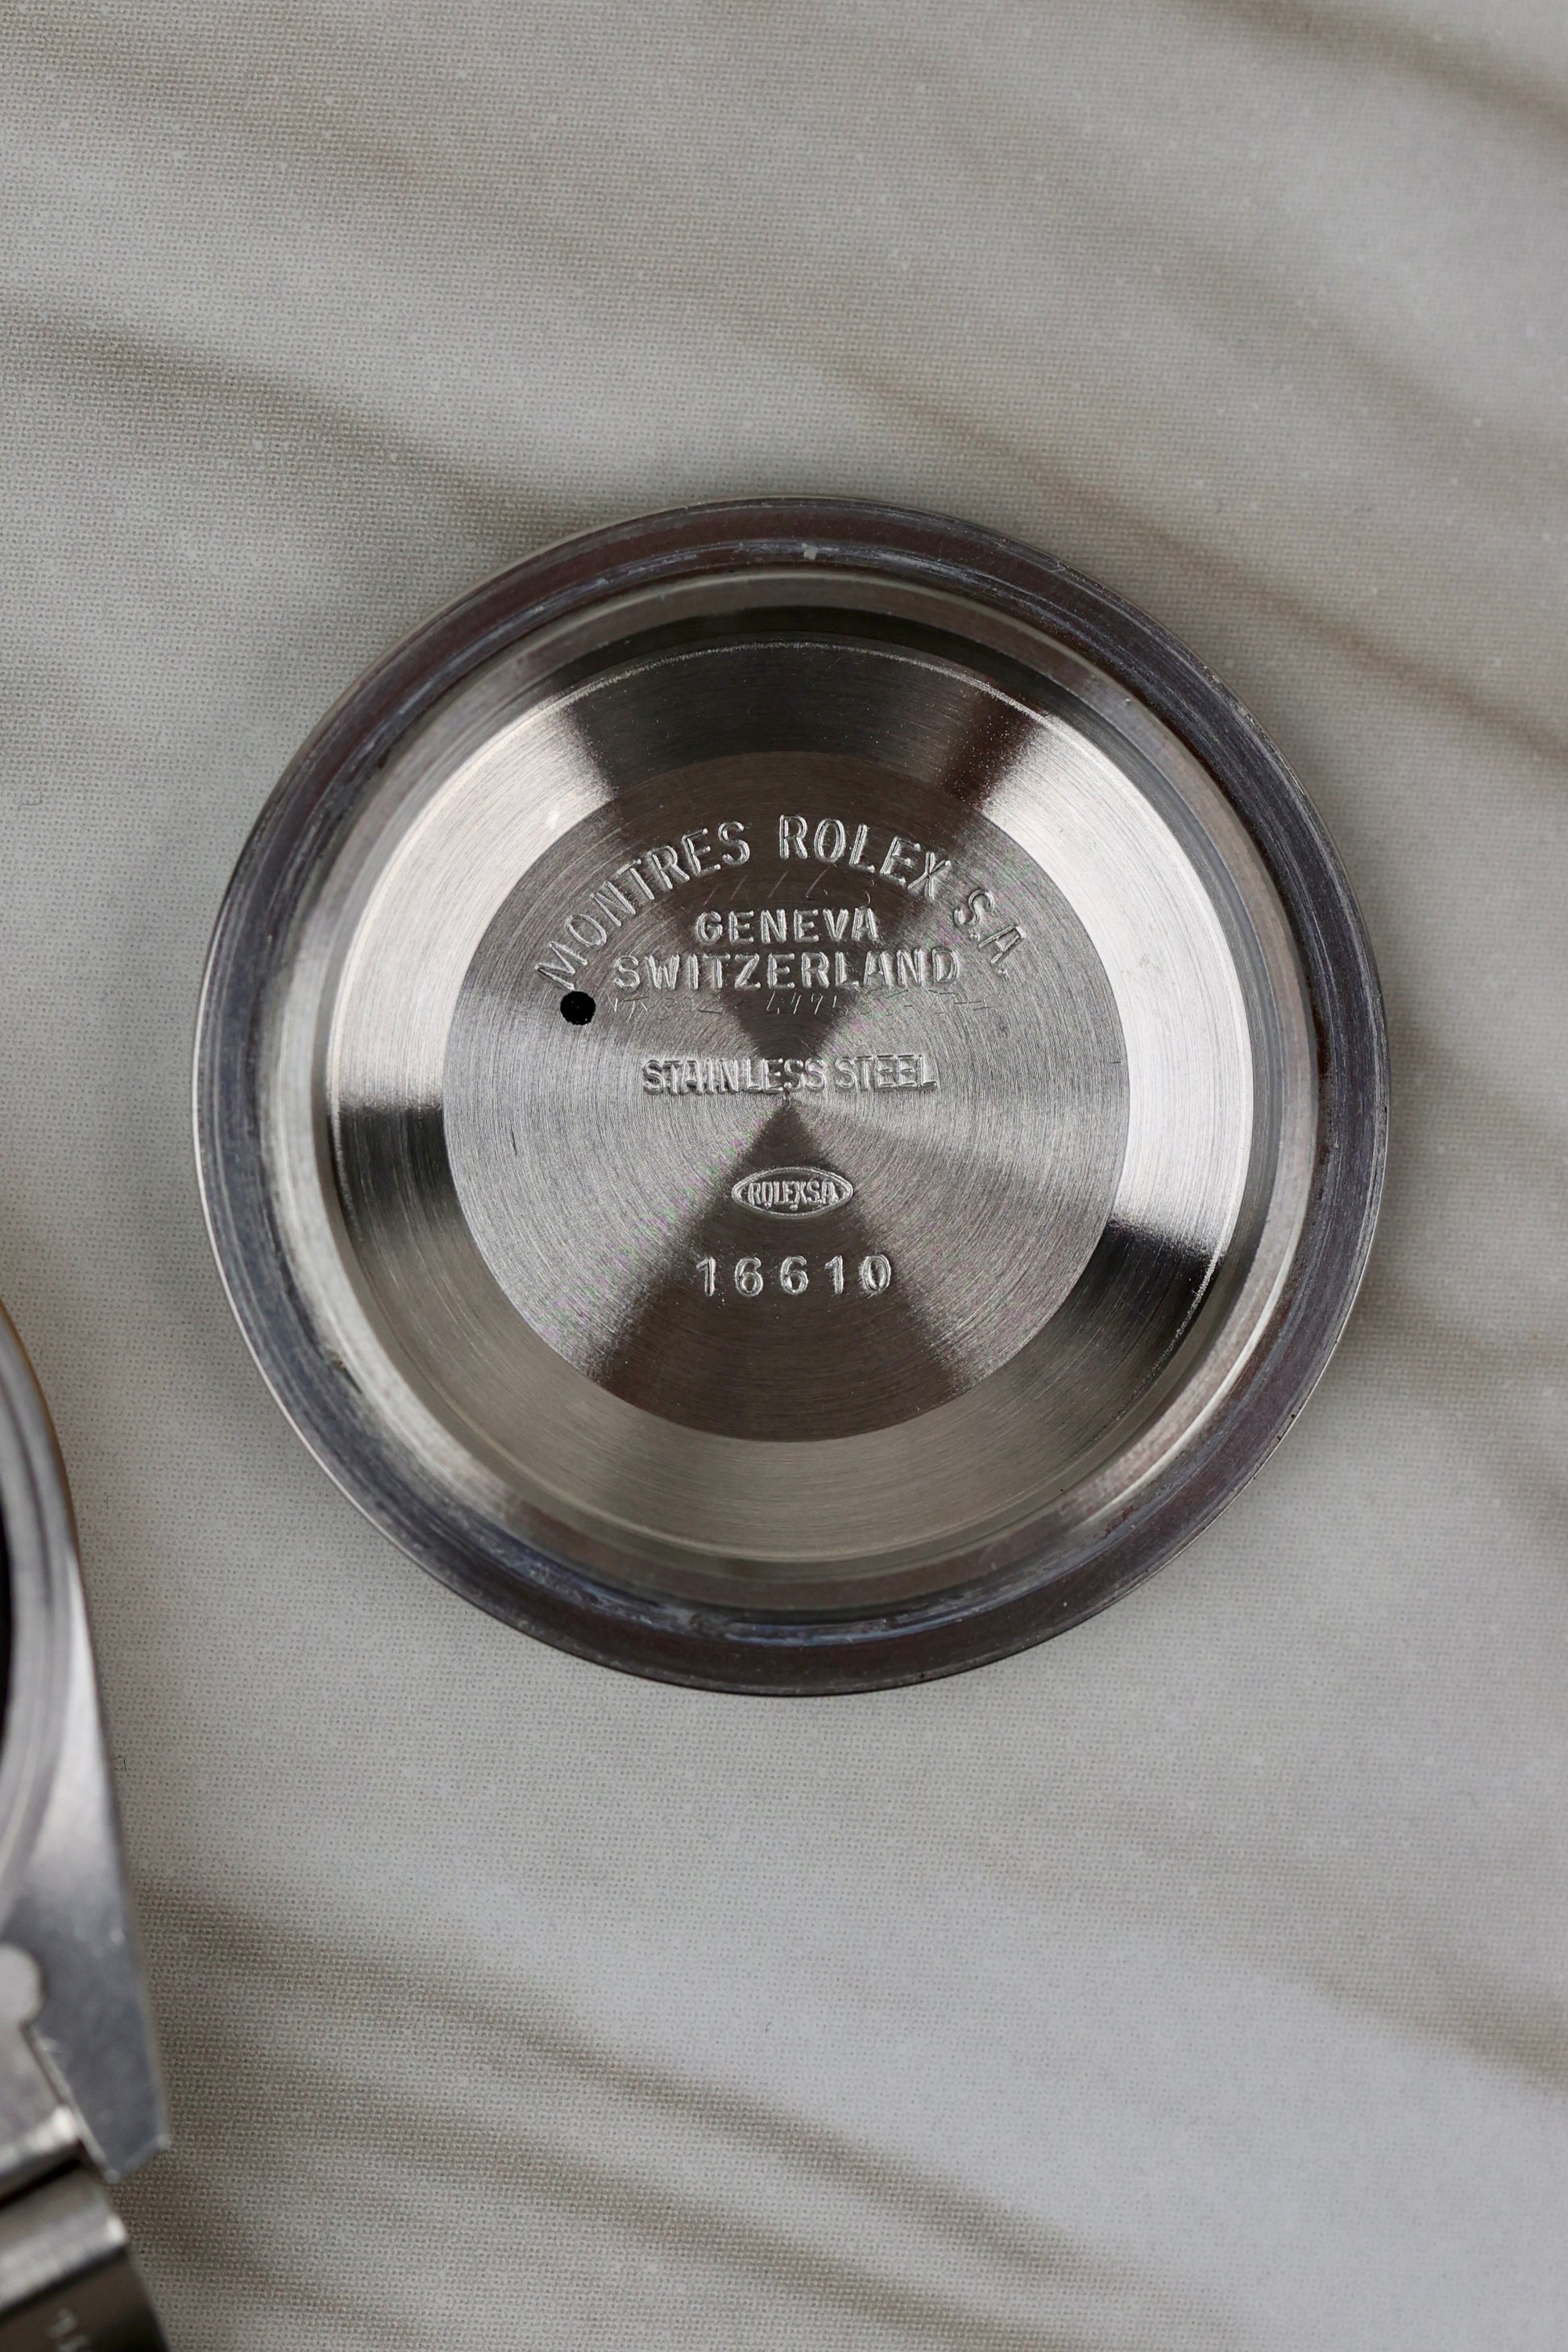 MONTRES ROLEX S.A.
GENEVA
SWITZERLAND
STAINLESS STEEL
ROLEX S.A.
16610